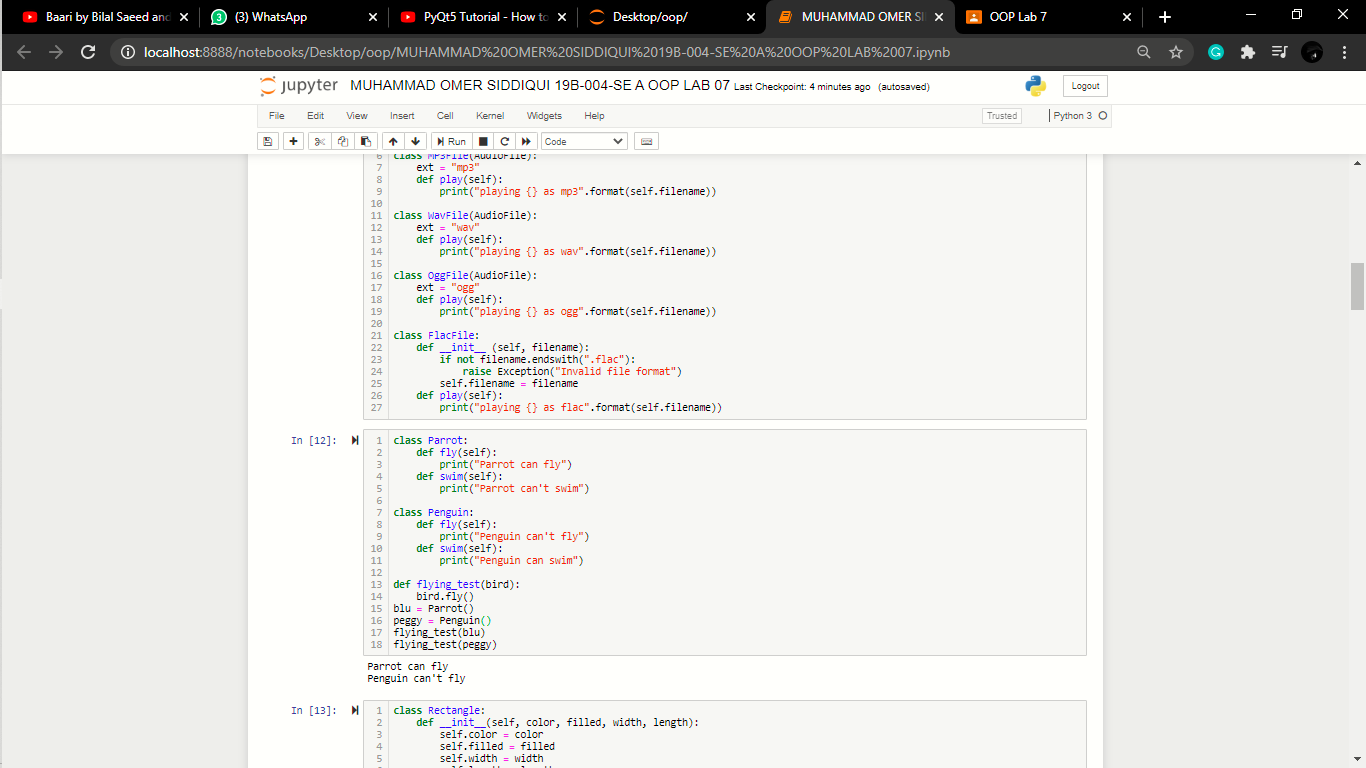 Baari by Bilal Saeed and
(3) WhatsApp
PyQt5 Tutorial - How to
Desktop/oop/
MUHAMMAD OMER SI
OOP Lab 7
localhost:8888/notebooks/Desktop/oop/MUHAMMAD%20OMER%20SIDDIQUI%2019B-004-SE%20A%20OOP%20LAB%2007.ipynb
jupyter MUHAMMAD OMER SIDDIQUI 19B-004-SE A OOP LAB 07 Last Checkpoint: 4 minutes ago (autosaved)
Logout
File Edit View Insert Cell Kernel Widgets Help
Trusted
Python 3
Run
Code
6 class MP3File(AudioFile):
7 ext = "mp3"
8 def play(self):
9 print("playing {} as mp3".format(self.filename))
10
11 class WavFile(AudioFile):
12 ext = "wav"
13 def play(self):
14 print("playing {} as wav".format(self.filename))
15
16 class OggFile(AudioFile):
17 ext = "ogg"
18 def play(self):
19 print("playing {} as ogg".format(self.filename))
20
21 class FlacFile:
22 def __init__ (self, filename):
23 if not filename.endswith(".flac"):
24 raise Exception("Invalid file format")
25 self.filename = filename
26 def play(self):
27 print("playing {} as flac".format(self.filename))
In [12]:
1 class Parrot:
2 def fly(self):
3 print("Parrot can fly")
4 def swim(self):
5 print("Parrot can't swim")
6
7 class Penguin:
8 def fly(self):
9 print("Penguin can't fly")
10 def swim(self):
11 print("Penguin can swim")
12
13 def flying_test(bird):
14 bird.fly()
15 blu = Parrot()
16 peggy = Penguin()
17 flying_test(blu)
18 flying_test(peggy)
Parrot can fly
Penguin can't fly
In [13]:
1 class Rectangle:
2 def __init__(self, color, filled, width, length):
3 self.color = color
4 self.filled = filled
5 self.width = width